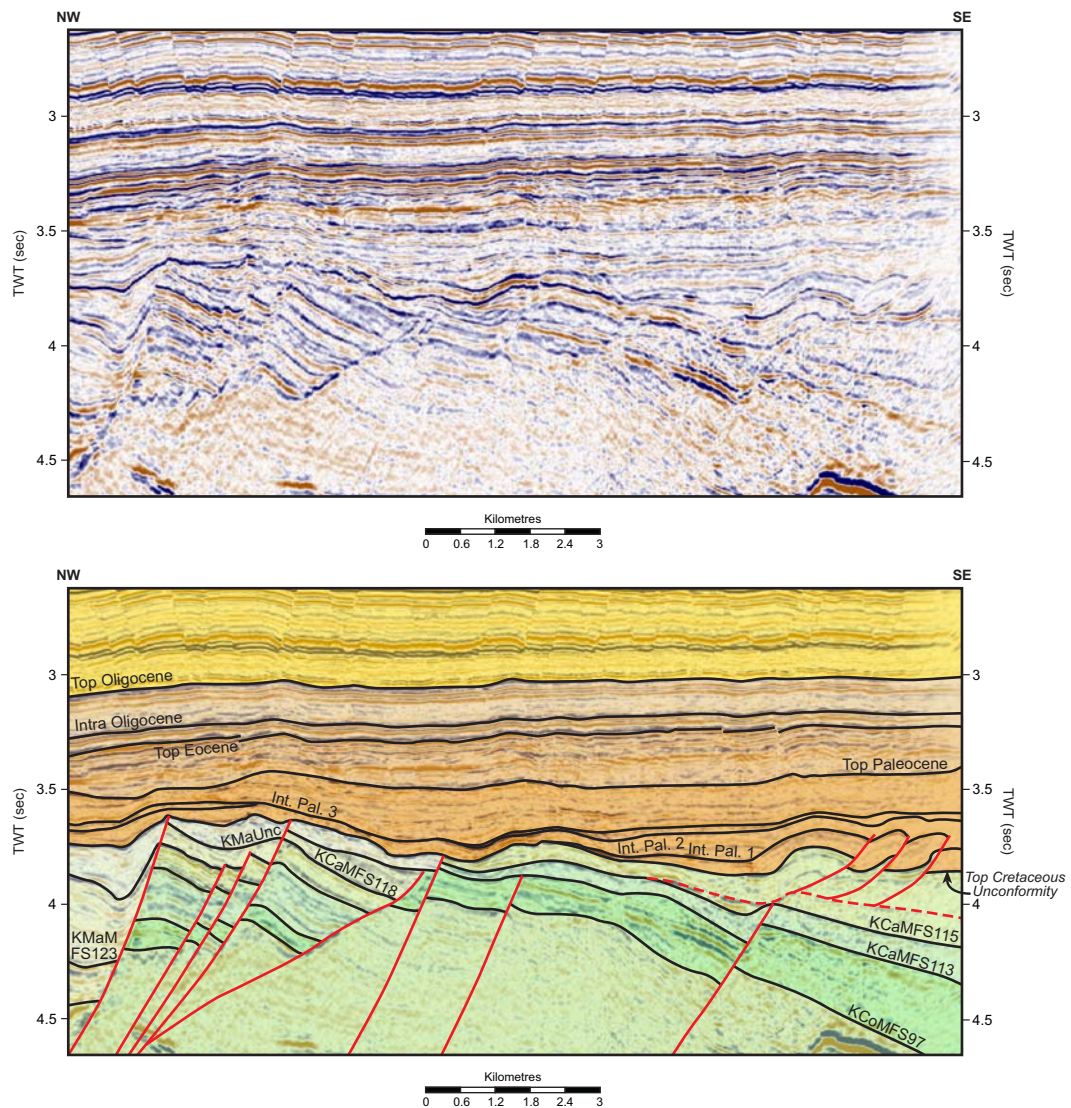 NW
SE
3
3
3.5
3.5
TWT (sec)
TWT (sec)
4
4
4.5
4.5
Kilometres
0 0.6 1.2 1.8 2.4 3
NW
SE
Top Oligocene
3
3
Intra Oligocene
Top Eocene
Top Paleocene
3.5
3.5
Int. Pal. 3
TWT (sec)
TWT (sec)
KMaUnc
Int. Pal. 2
Int. Pal. 1
KCaMFS118
Top Cretaceous
Unconformity
4
4
KCaMFS115
KMaM
FS123
KCaMFS113
4.5
4.5
KCoMFS97
Kilometres
0 0.6 1.2 1.8 2.4 3